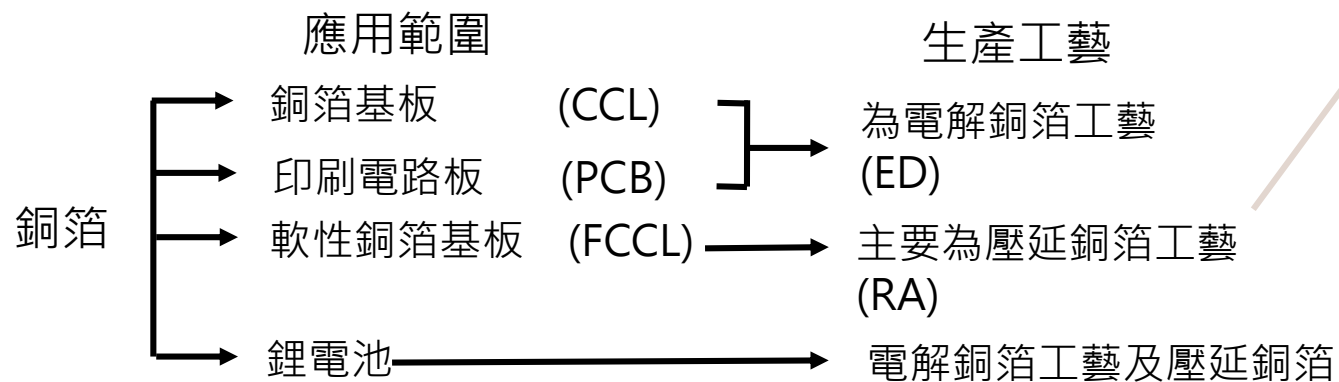 應用範圍 生產工藝
銅箔基板 (CCL)
為電解銅箔工藝
(ED)
印刷電路板 (PCB)
銅箔
軟性銅箔基板 (FCCL)
主要為壓延銅箔工藝
(RA)
鋰電池
電解銅箔工藝及壓延銅箔